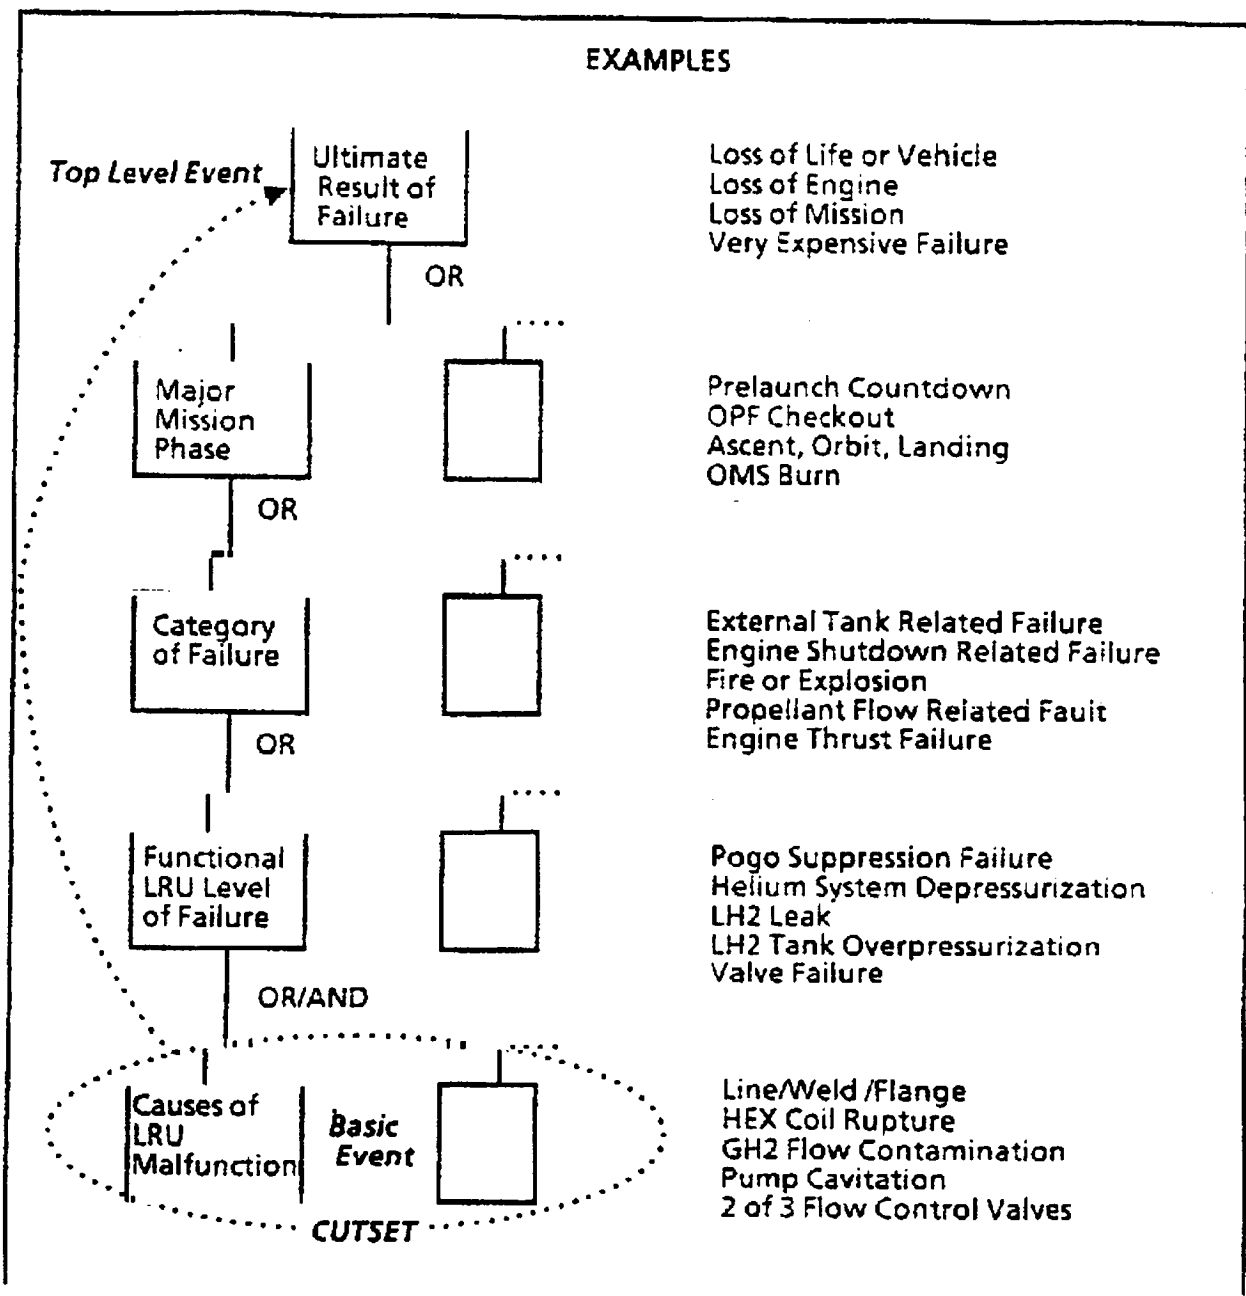 EXAMPLES
Top Level Event
Ultimate
Result of
Failure
Loss of Life or Vehicle
Loss of Engine
Loss of Mission
Very Expensive Failure
OR
Major
Mission
Phase
Prelaunch Countdown
OPF Checkout
Ascent, Orbit, Landing
OMS Burn
OR
Category
of Failure
External Tank Related Failure
Engine Shutdown Related Failure
Fire or Explosion
Propellant Flow Related Fault
Engine Thrust Failure
OR
Functional
LRU Level
of Failure
Pogo Suppression Failure
Helium System Depressurization
LH2 Leak
LH2 Tank Overpressurization
Valve Failure
OR/AND
Causes of
LRU
Malfunction
Basic
Event
Line/Weld /Flange
HEX Coil Rupture
GH2 Flow Contamination
Pump Cavitation
2 of 3 Flow Control Valves
CUTSET